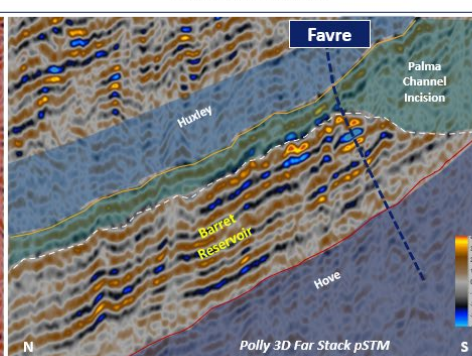 Favre
Palma
Channel
Incision
Huxley
Barret
Reservoir
Hove
N
Polly 3D Far Stack pSTM
S